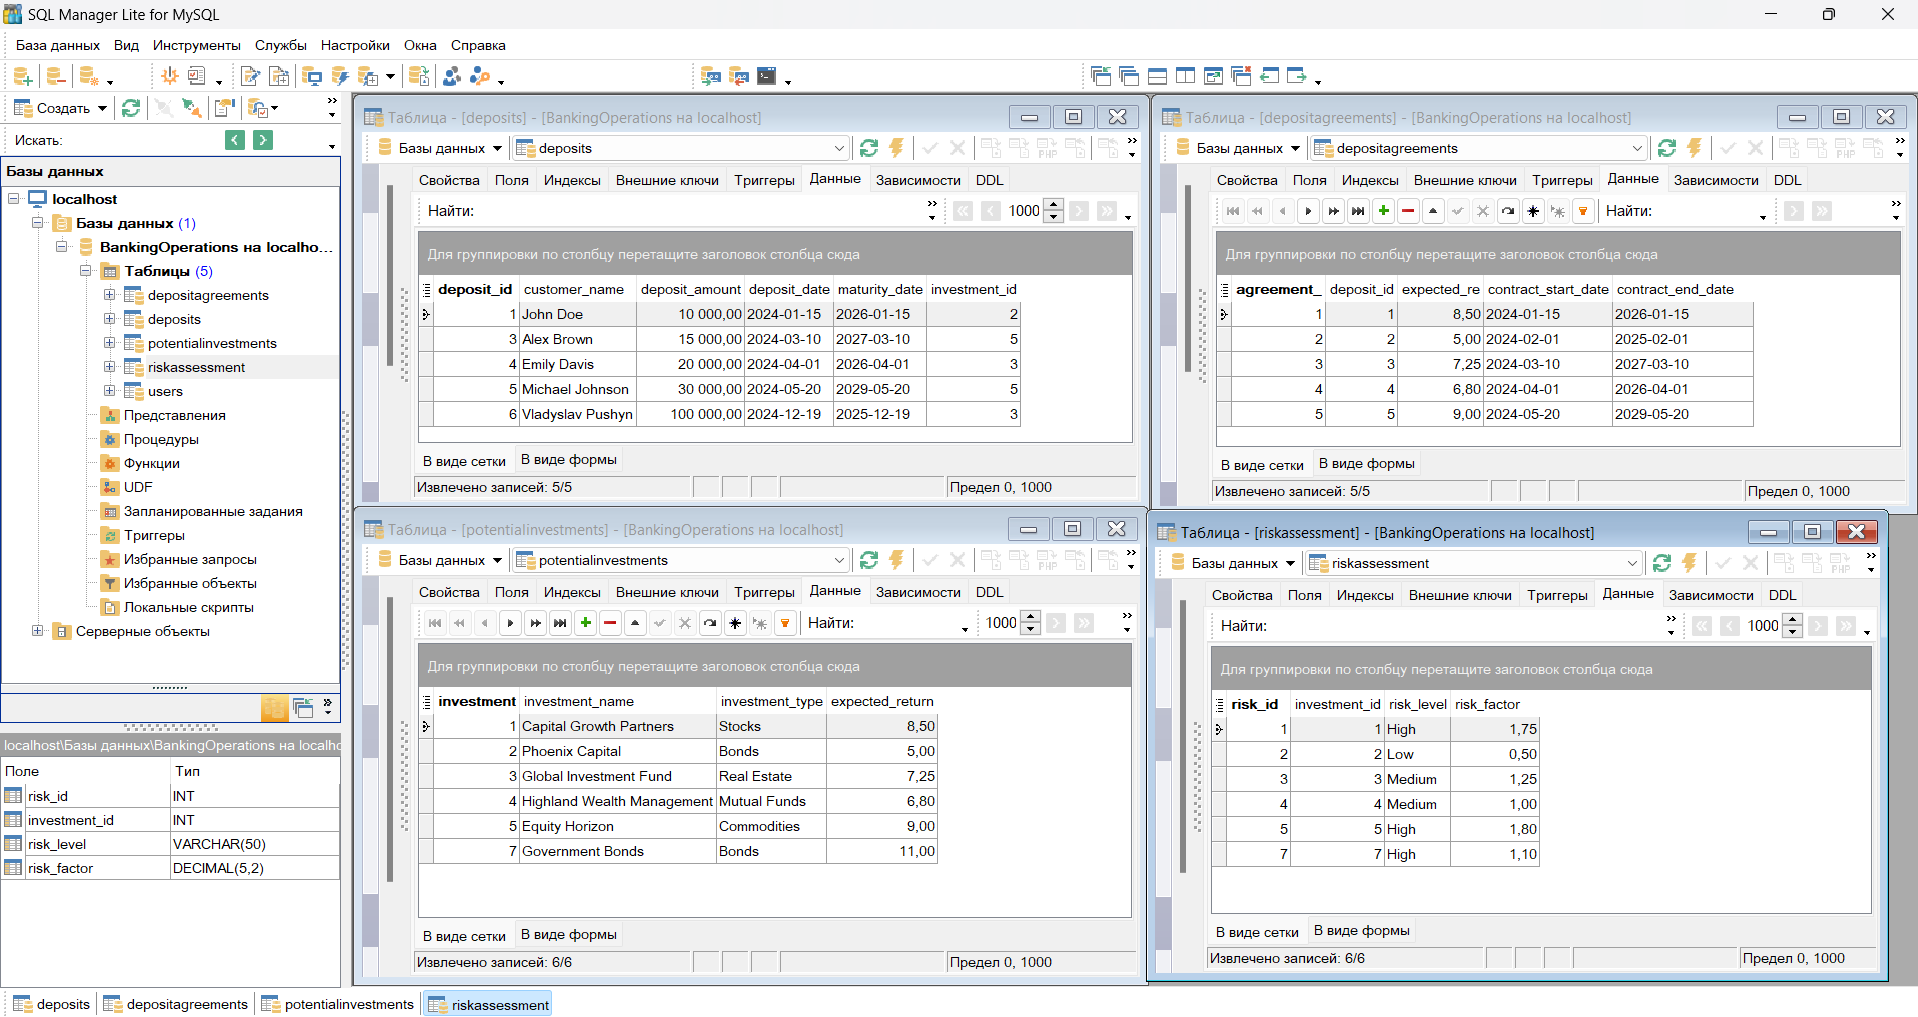 SQL Manager Lite for MySQL
База данных Вид Инструменты Службы Настройки Окна Справка
Создать
Искать:
Базы данных
localhost
Базы данных (1)
BankingOperations на localho...
Таблицы (5)
depositagreements
deposits
potentialinvestments
riskassessment
users
Представления
Процедуры
Функции
UDF
Запланированные задания
Триггеры
Избранные запросы
Избранные объекты
Локальные скрипты
Серверные объекты
localhost\Базы данных\BankingOperations на localho
Поле Тип
risk_id INT
investment_id INT
risk_level VARCHAR(50)
risk_factor DECIMAL(5,2)
Таблица - [deposits] - [BankingOperations на localhost]
Базы данных deposits
PHP
Свойства Поля Индексы Внешние ключи Триггеры Данные Зависимости DDL
Найти: 1000
Для группировки по столбцу перетащите заголовок столбца сюда
deposit_id customer_name deposit_amount deposit_date maturity_date investment_id
1 John Doe 10 000,00 2024-01-15 2026-01-15 2
3 Alex Brown 15 000,00 2024-03-10 2027-03-10 5
4 Emily Davis 20 000,00 2024-04-01 2026-04-01 3
5 Michael Johnson 30 000,00 2024-05-20 2029-05-20 5
6 Vladyslav Pushyn 100 000,00 2024-12-19 2025-12-19 3
В виде сетки В виде формы
Извлечено записей: 5/5 Предел 0, 1000
Таблица - [depositagreements] - [BankingOperations на localhost]
Базы данных depositagreements
PHP
Свойства Поля Индексы Внешние ключи Триггеры Данные Зависимости DDL
Найти:
Для группировки по столбцу перетащите заголовок столбца сюда
agreement_ deposit_id expected_re contract_start_date contract_end_date
1 1 8,50 2024-01-15 2026-01-15
2 2 5,00 2024-02-01 2025-02-01
3 3 7,25 2024-03-10 2027-03-10
4 4 6,80 2024-04-01 2026-04-01
5 5 9,00 2024-05-20 2029-05-20
В виде сетки В виде формы
Извлечено записей: 5/5 Предел 0, 1000
Таблица - [potentialinvestments] - [BankingOperations на localhost]
Базы данных potentialinvestments
PHP
Свойства Поля Индексы Внешние ключи Триггеры Данные Зависимости DDL
Найти: 1000
Для группировки по столбцу перетащите заголовок столбца сюда
investment investment_name investment_type expected_return
1 Capital Growth Partners Stocks 8,50
2 Phoenix Capital Bonds 5,00
3 Global Investment Fund Real Estate 7,25
4 Highland Wealth Management Mutual Funds 6,80
5 Equity Horizon Commodities 9,00
7 Government Bonds Bonds 11,00
В виде сетки В виде формы
Извлечено записей: 6/6 Предел 0, 1000
Таблица - [riskassessment] - [BankingOperations на localhost]
Базы данных riskassessment
PHP
Свойства Поля Индексы Внешние ключи Триггеры Данные Зависимости DDL
Найти: 1000
Для группировки по столбцу перетащите заголовок столбца сюда
risk_id investment_id risk_level risk_factor
1 1 High 1,75
2 2 Low 0,50
3 3 Medium 1,25
4 4 Medium 1,00
5 5 High 1,80
7 7 High 1,10
В виде сетки В виде формы
Извлечено записей: 6/6 Предел 0, 1000
deposits depositagreements potentialinvestments riskassessment